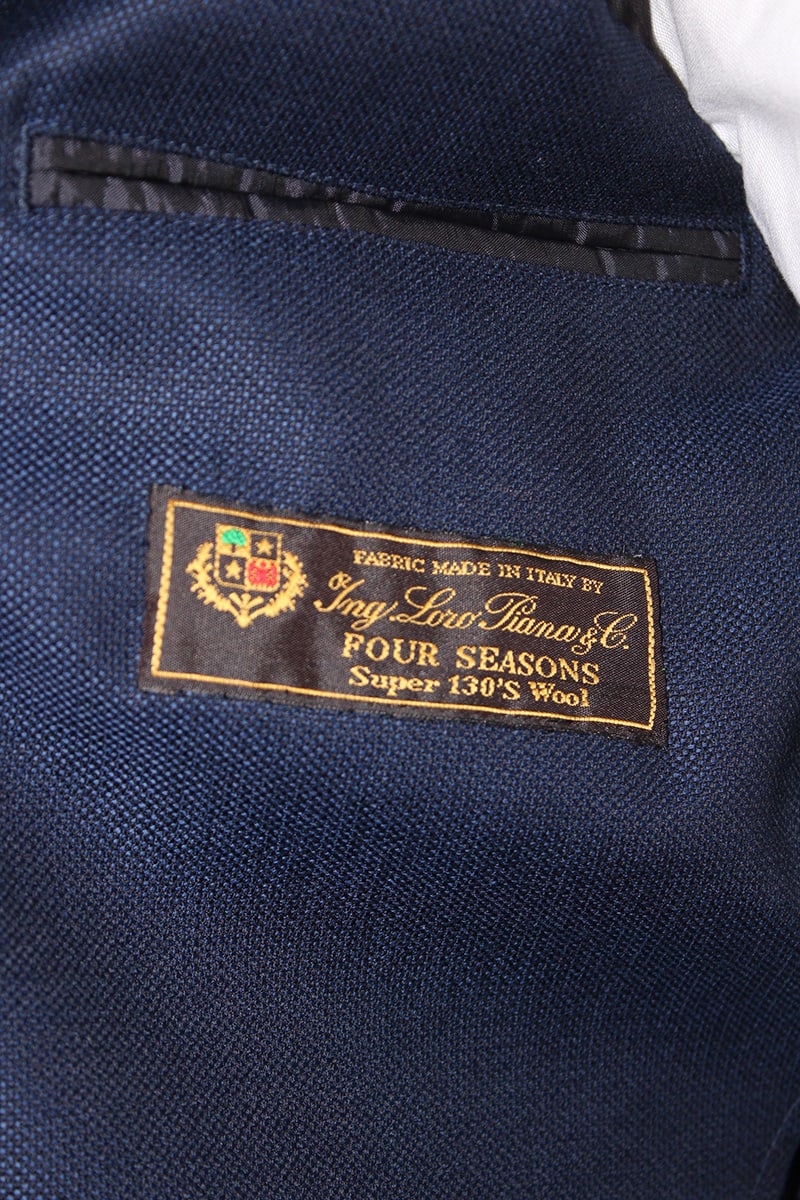 FABRIC MADE IN ITALY BY
Ing. Loro Piana & C.
FOUR SEASONS
Super 130'S Wool